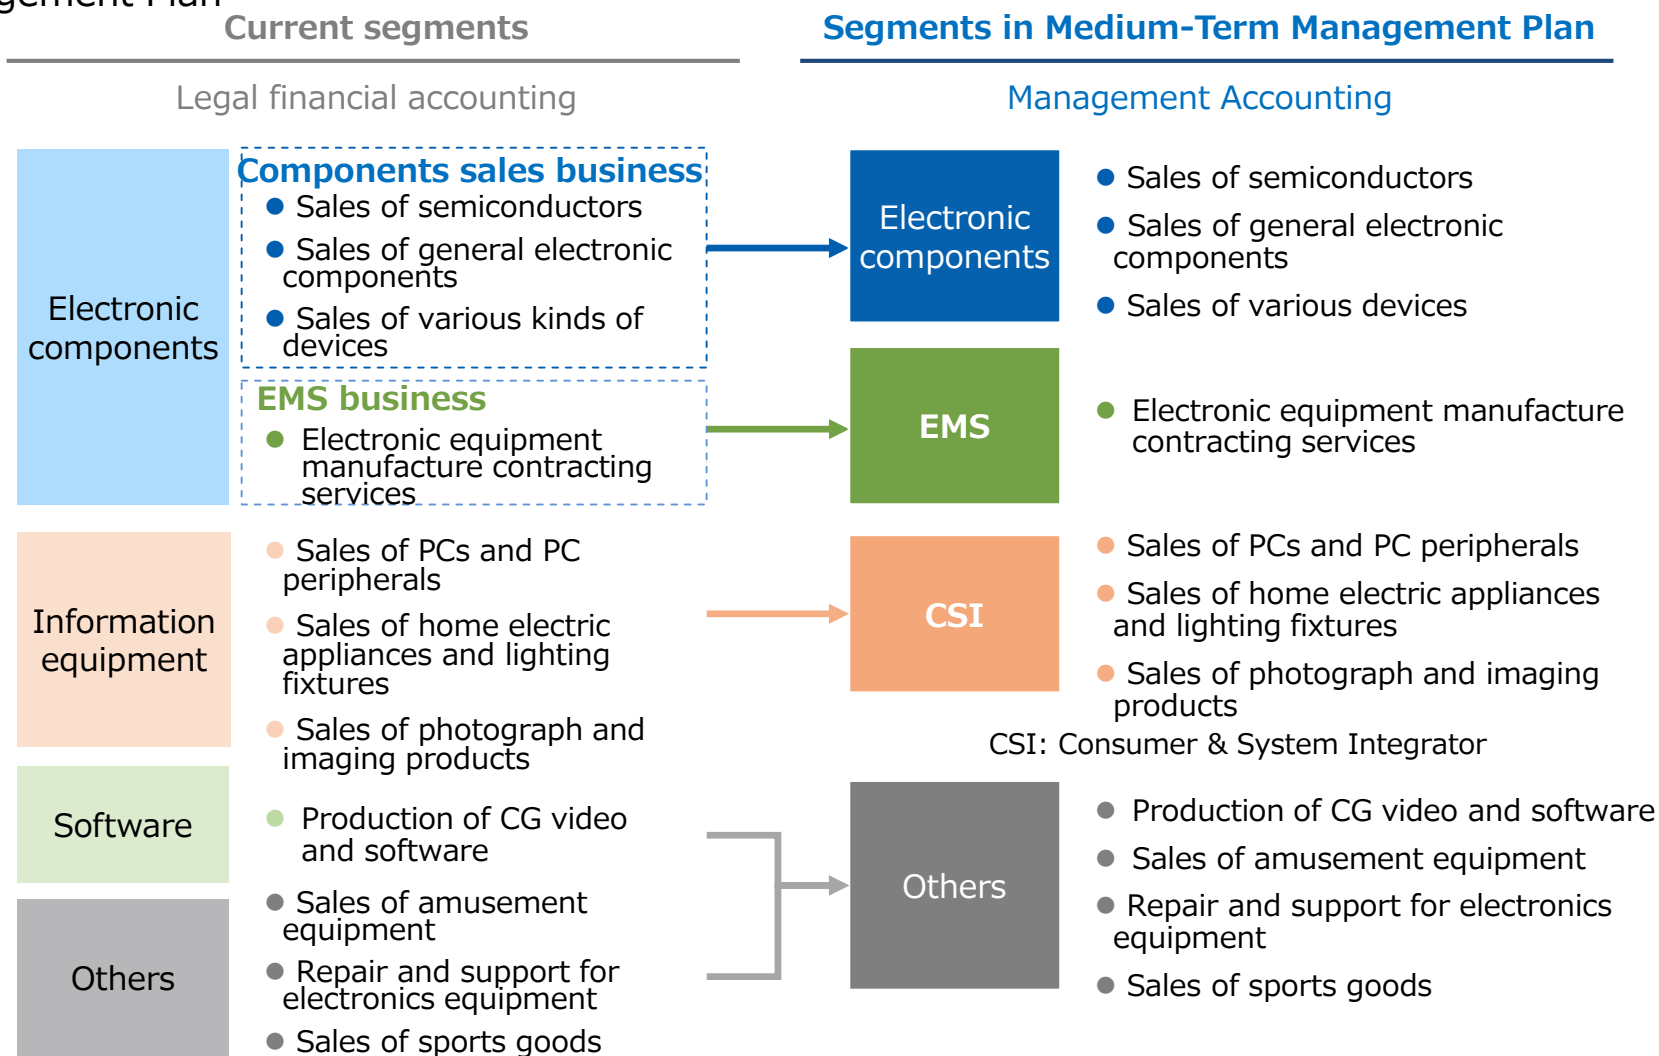 gement Plan
Current segments
Legal financial accounting
Electronic
components
Components sales business
● Sales of semiconductors
● Sales of general electronic
components
● Sales of various kinds of
devices
EMS business
● Electronic equipment
manufacture contracting
services
Information
equipment
● Sales of PCs and PC
peripherals
● Sales of home electric
appliances and lighting
fixtures
● Sales of photograph and
imaging products
Software
● Production of CG video
and software
Others
● Sales of amusement
equipment
● Repair and support for
electronics equipment
● Sales of sports goods
Segments in Medium-Term Management Plan
Management Accounting
Electronic
components
● Sales of semiconductors
● Sales of general electronic
components
● Sales of various devices
EMS
● Electronic equipment manufacture
contracting services
CSI
● Sales of PCs and PC peripherals
● Sales of home electric appliances
and lighting fixtures
● Sales of photograph and imaging
products
CSI: Consumer & System Integrator
Others
● Production of CG video and software
● Sales of amusement equipment
● Repair and support for electronics
equipment
● Sales of sports goods